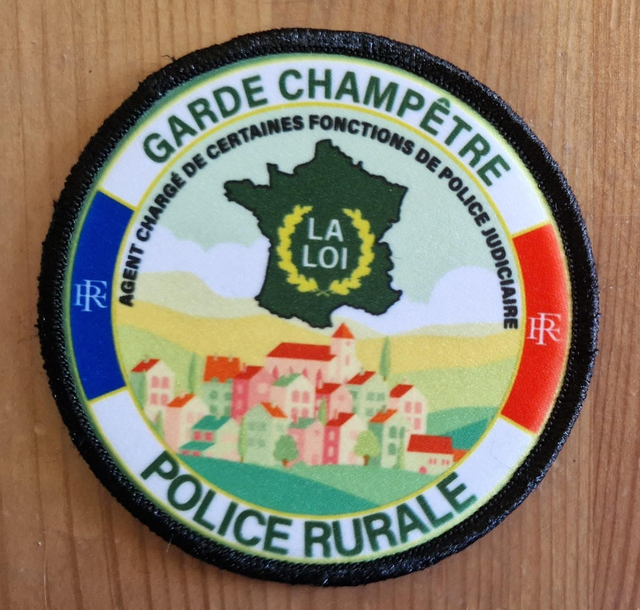 GARDE CHAMPÊTRE
AGENT CHARGÉ DE CERTAINES FONCTIONS DE POLICE JUDICIAIRE
LA
LOI
RF
RF
POLICE RURALE